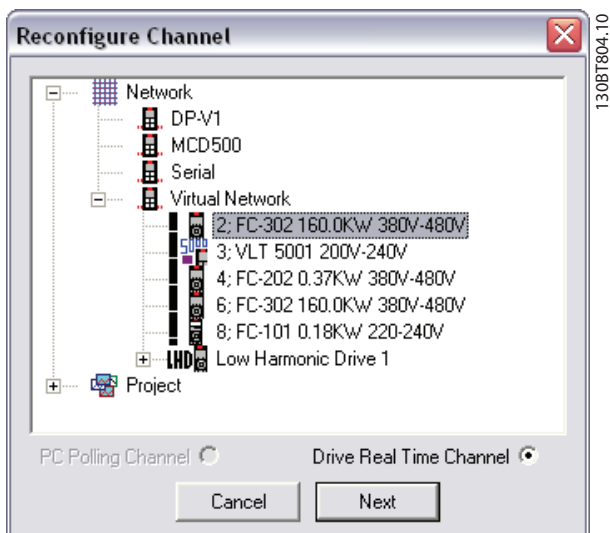 Reconfigure Channel
Network
DP-V1
MCD500
Serial
Virtual Network
2; FC-302 160.0KW 380V-480V
5000
3; VLT 5001 200V-240V
4; FC-202 0.37KW 380V-480V
6; FC-302 160.0KW 380V-480V
8; FC-101 0.18KW 220-240V
LHD
Low Harmonic Drive 1
Project
PC Polling Channel
Drive Real Time Channel
Cancel
Next
130BT804.10